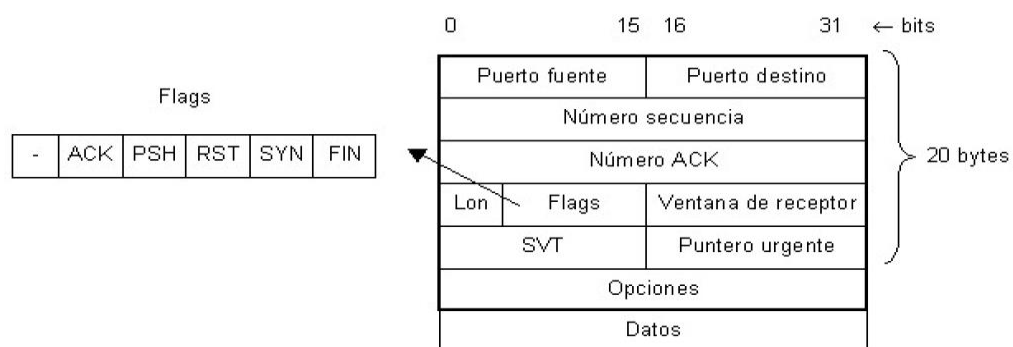 0 15 16 31 ← bits
Puerto fuente Puerto destino
Flags
Número secuencia
- ACK PSH RST SYN FIN
Número ACK
20 bytes
Lon Flags Ventana de receptor
SVT Puntero urgente
Opciones
Datos